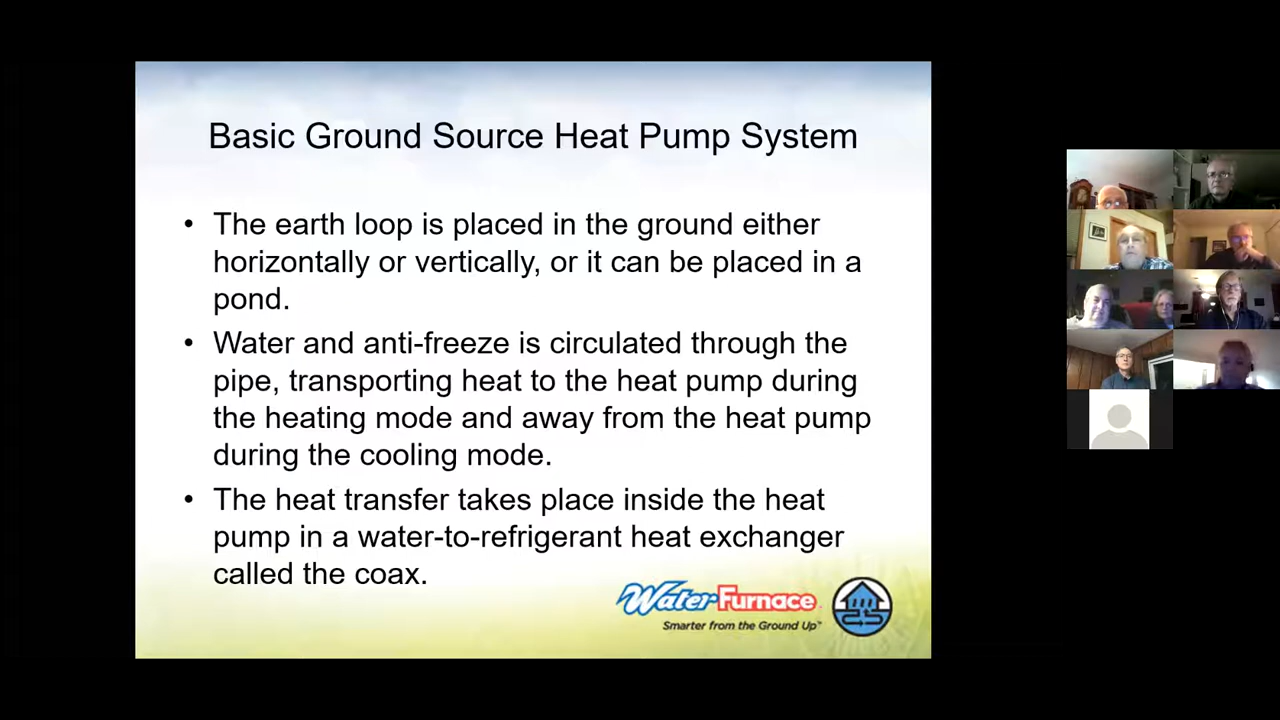 Basic Ground Source Heat Pump System
• The earth loop is placed in the ground either
horizontally or vertically, or it can be placed in a
pond.
• Water and anti-freeze is circulated through the
pipe, transporting heat to the heat pump during
the heating mode and away from the heat pump
during the cooling mode.
• The heat transfer takes place inside the heat
pump in a water-to-refrigerant heat exchanger
called the coax.
WaterFurnace
Smarter from the Ground Up™